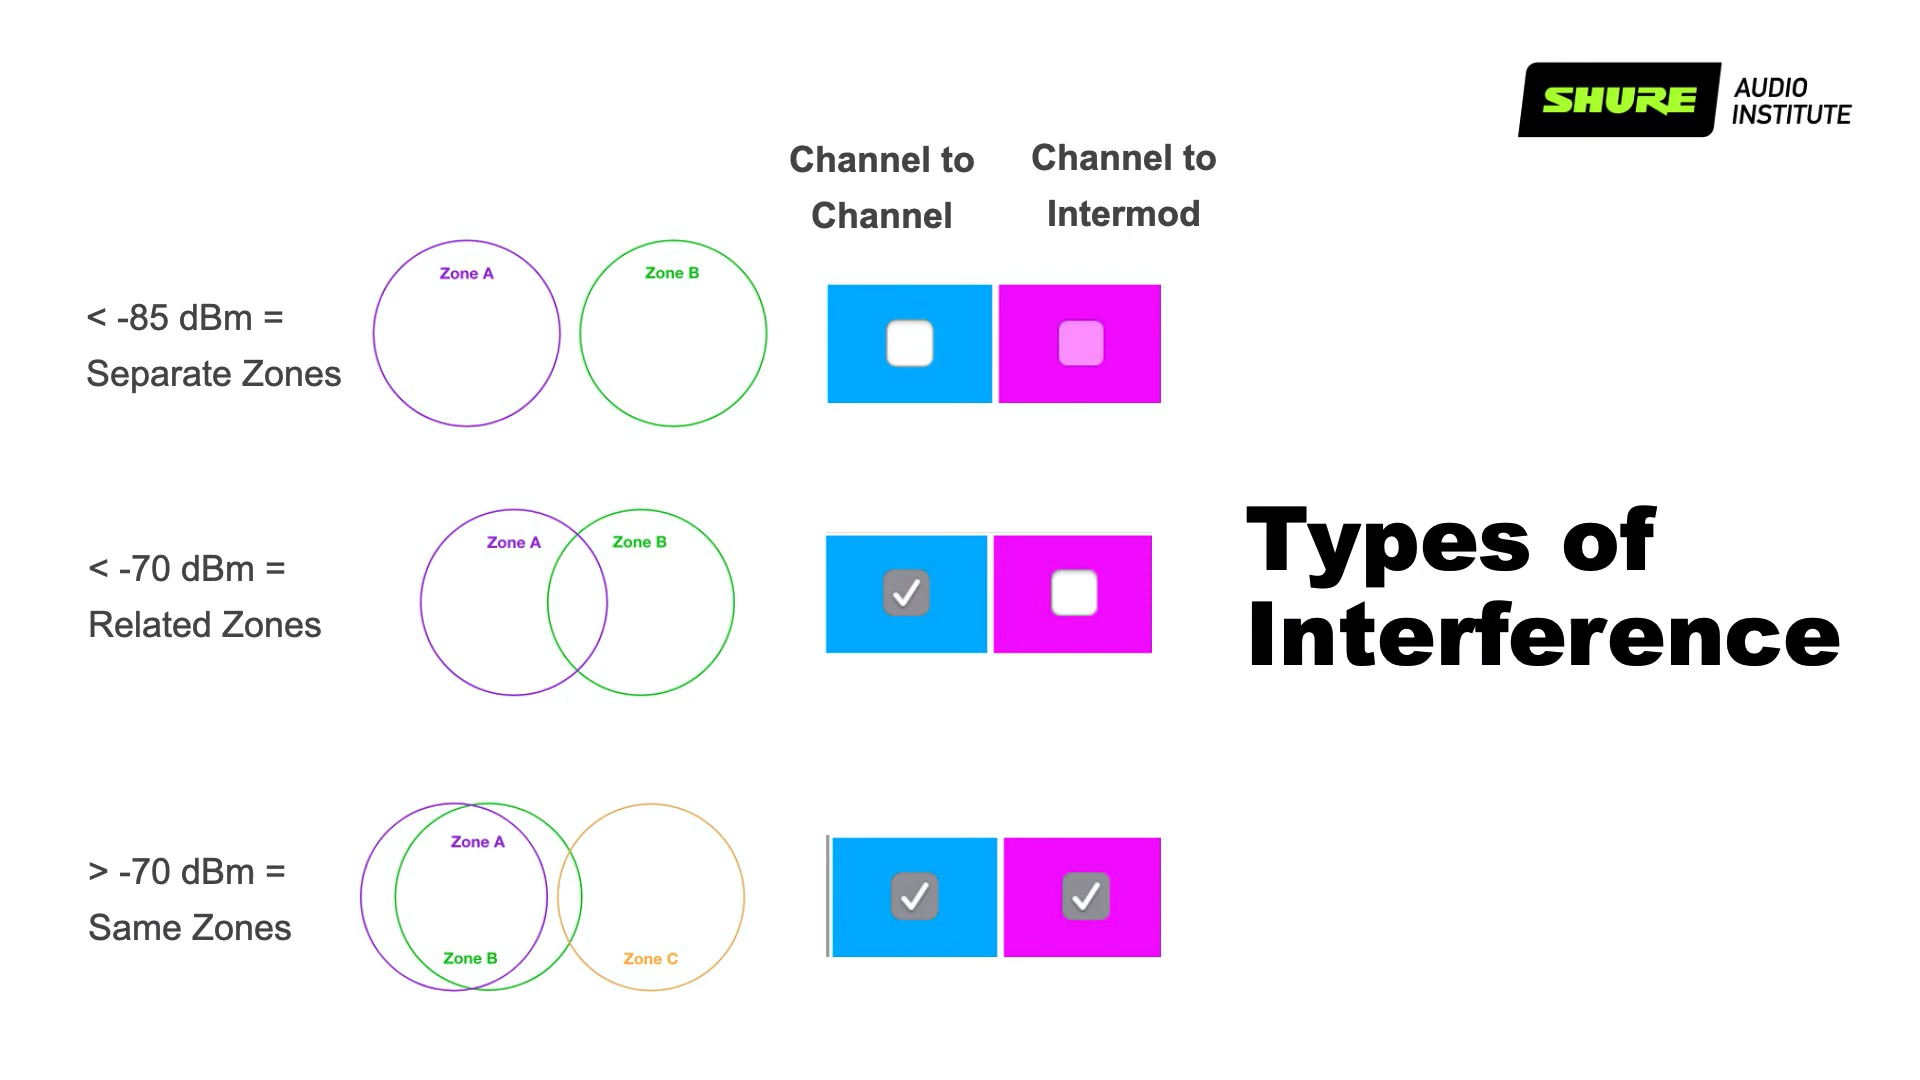 SHURE
AUDIO
INSTITUTE
Channel to
Channel
Channel to
Intermod
< -85 dBm =
Separate Zones
Zone A
Zone B
< -70 dBm =
Related Zones
Zone A
Zone B
Types of
Interference
> -70 dBm =
Same Zones
Zone A
Zone B
Zone C